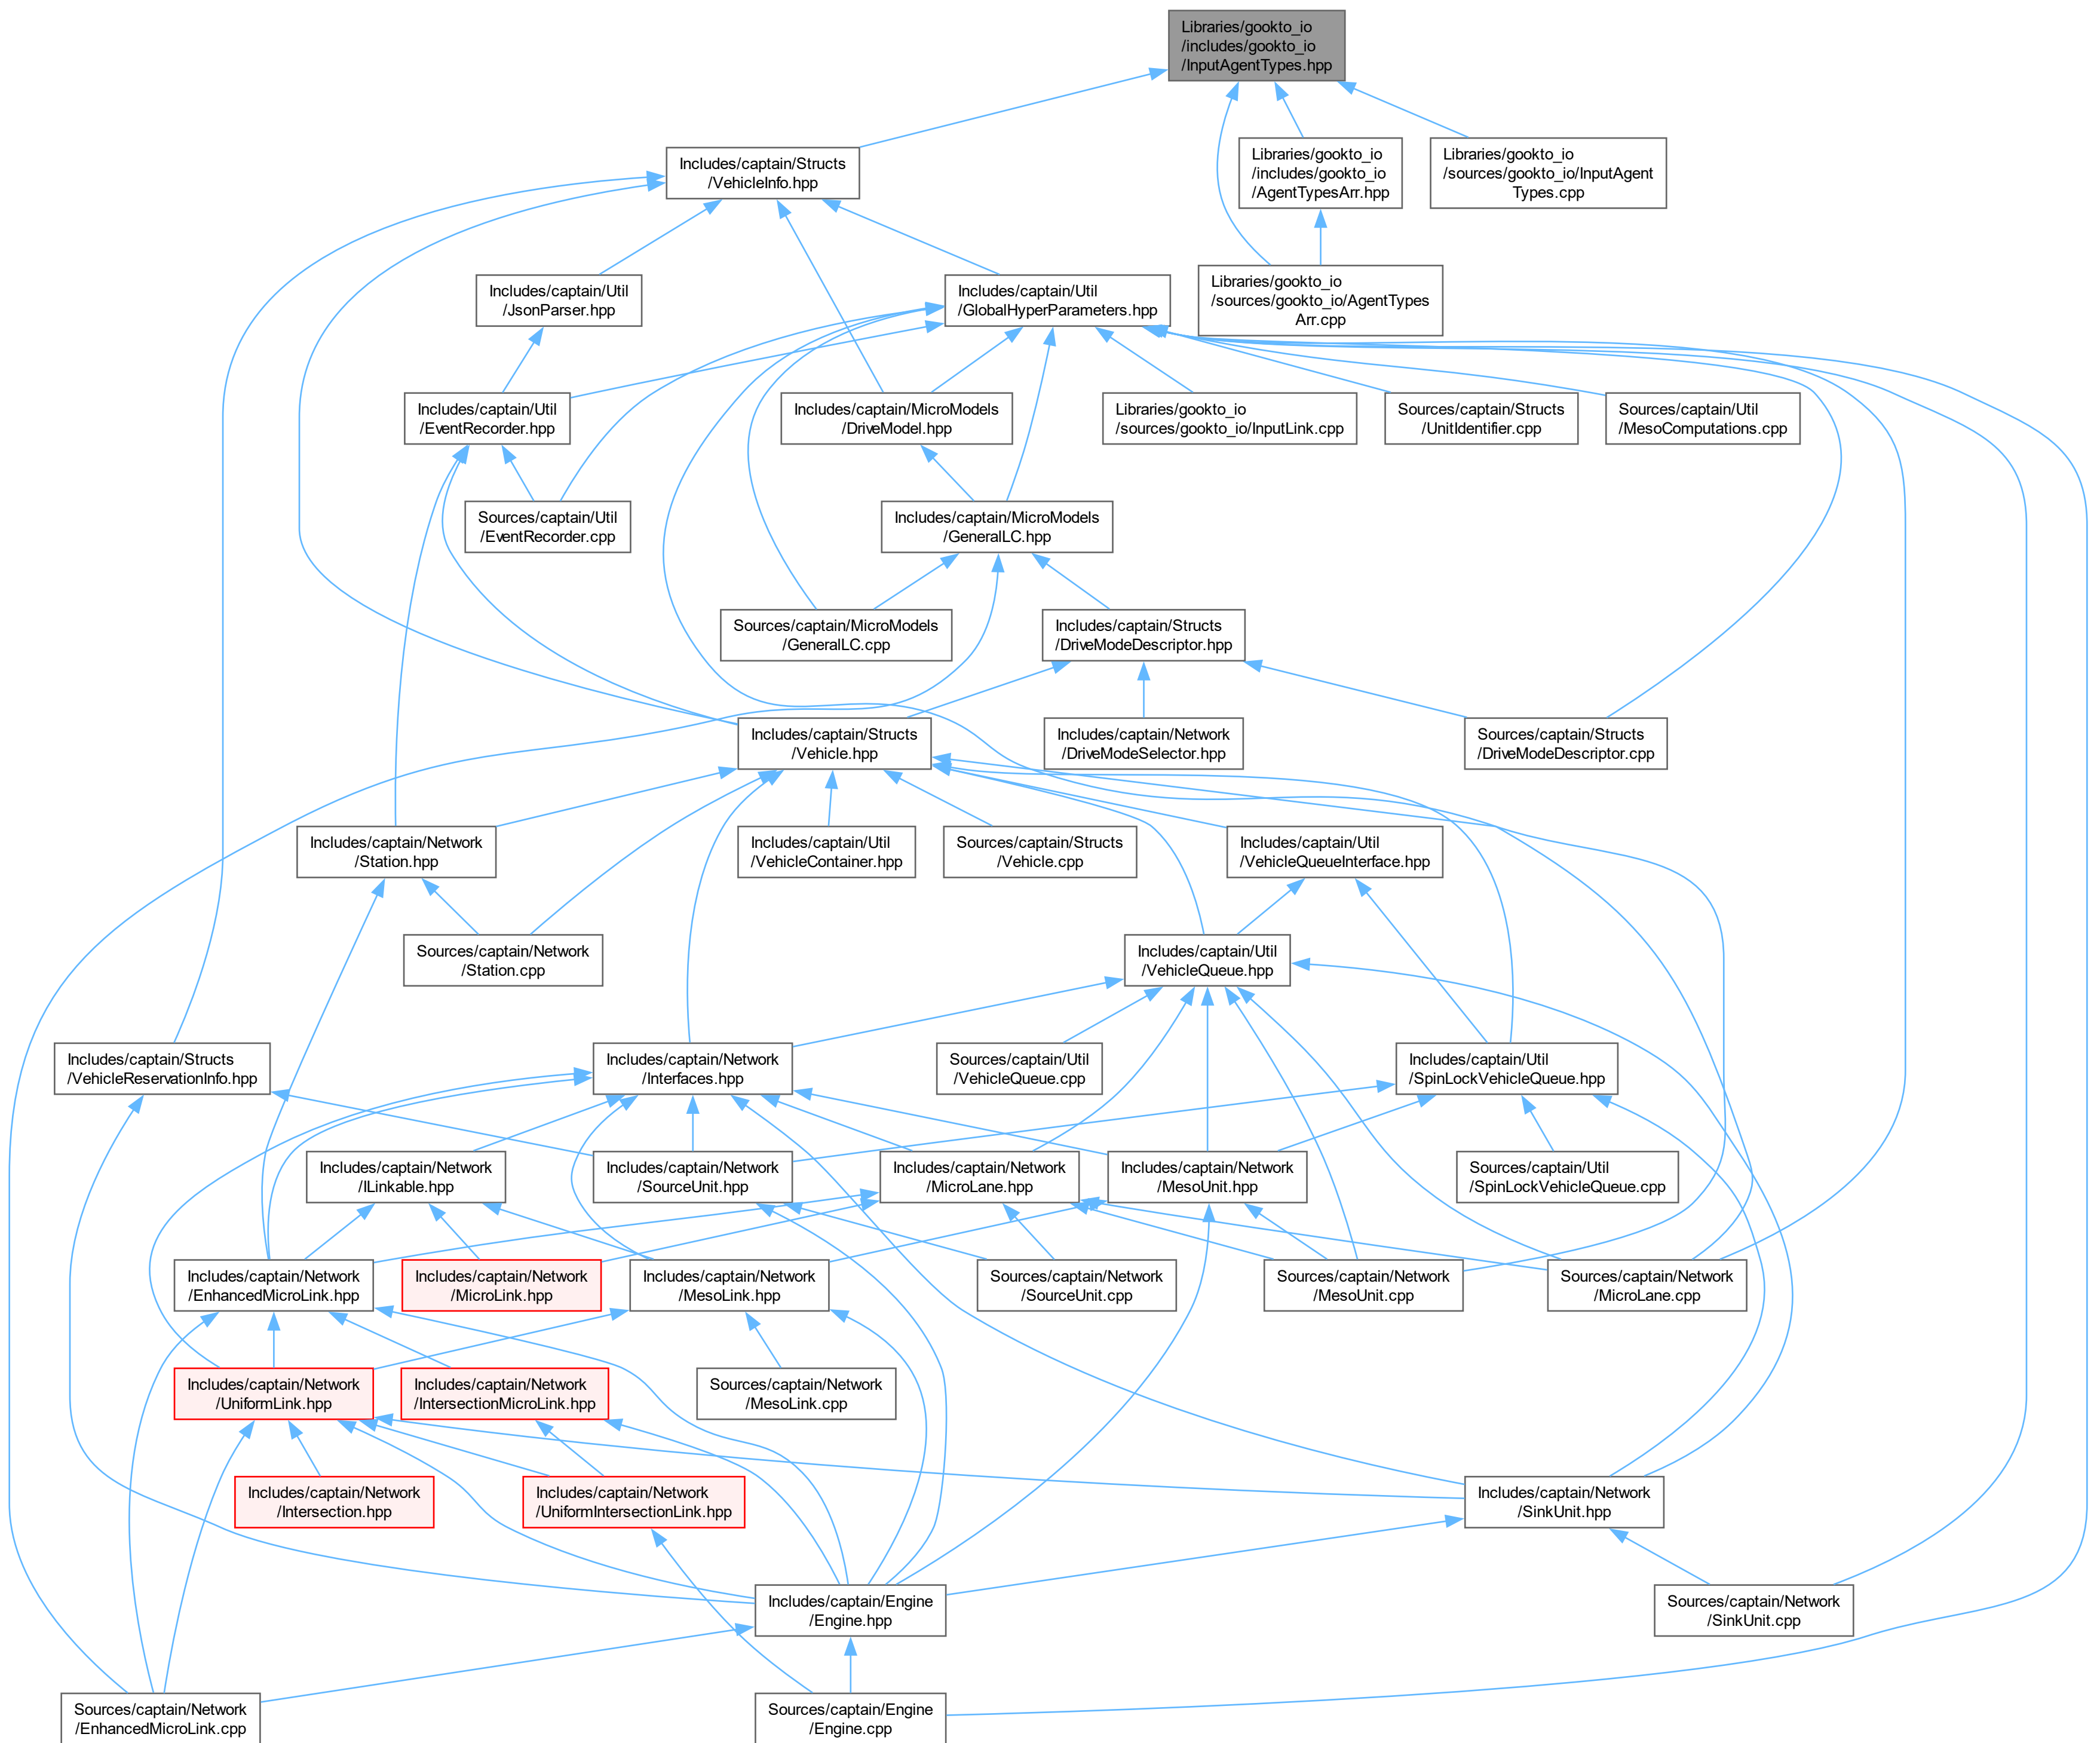 Libraries/gookto_io
/includes/gookto_io
/InputAgentTypes.hpp
Includes/captain/Structs
/VehicleInfo.hpp
Libraries/gookto_io
/includes/gookto_io
/AgentTypesArr.hpp
Libraries/gookto_io
/sources/gookto_io/InputAgent
Types.cpp
Includes/captain/Util
/JsonParser.hpp
Includes/captain/Util
/GlobalHyperParameters.hpp
Libraries/gookto_io
/sources/gookto_io/AgentTypes
Arr.cpp
Includes/captain/Util
/EventRecorder.hpp
Includes/captain/MicroModels
/DriveModel.hpp
Libraries/gookto_io
/sources/gookto_io/InputLink.cpp
Sources/captain/Structs
/UnitIdentifier.cpp
Sources/captain/Util
/MesoComputations.cpp
Sources/captain/Util
/EventRecorder.cpp
Includes/captain/MicroModels
/GeneralLC.hpp
Sources/captain/MicroModels
/GeneralLC.cpp
Includes/captain/Structs
/DriveModeDescriptor.hpp
Includes/captain/Structs
/Vehicle.hpp
Includes/captain/Network
/DriveModeSelector.hpp
Sources/captain/Structs
/DriveModeDescriptor.cpp
Includes/captain/Network
/Station.hpp
Includes/captain/Util
/VehicleContainer.hpp
Sources/captain/Structs
/Vehicle.cpp
Includes/captain/Util
/VehicleQueueInterface.hpp
Sources/captain/Network
/Station.cpp
Includes/captain/Util
/VehicleQueue.hpp
Includes/captain/Structs
/VehicleReservationInfo.hpp
Includes/captain/Network
/Interfaces.hpp
Sources/captain/Util
/VehicleQueue.cpp
Includes/captain/Util
/SpinLockVehicleQueue.hpp
Includes/captain/Network
/ILinkable.hpp
Includes/captain/Network
/SourceUnit.hpp
Includes/captain/Network
/MicroLane.hpp
Includes/captain/Network
/MesoUnit.hpp
Sources/captain/Util
/SpinLockVehicleQueue.cpp
Includes/captain/Network
/EnhancedMicroLink.hpp
Includes/captain/Network
/MicroLink.hpp
Includes/captain/Network
/MesoLink.hpp
Sources/captain/Network
/SourceUnit.cpp
Sources/captain/Network
/MesoUnit.cpp
Sources/captain/Network
/MicroLane.cpp
Includes/captain/Network
/UniformLink.hpp
Includes/captain/Network
/IntersectionMicroLink.hpp
Sources/captain/Network
/MesoLink.cpp
Includes/captain/Network
/Intersection.hpp
Includes/captain/Network
/UniformIntersectionLink.hpp
Includes/captain/Network
/SinkUnit.hpp
Includes/captain/Engine
/Engine.hpp
Sources/captain/Network
/SinkUnit.cpp
Sources/captain/Network
/EnhancedMicroLink.cpp
Sources/captain/Engine
/Engine.cpp